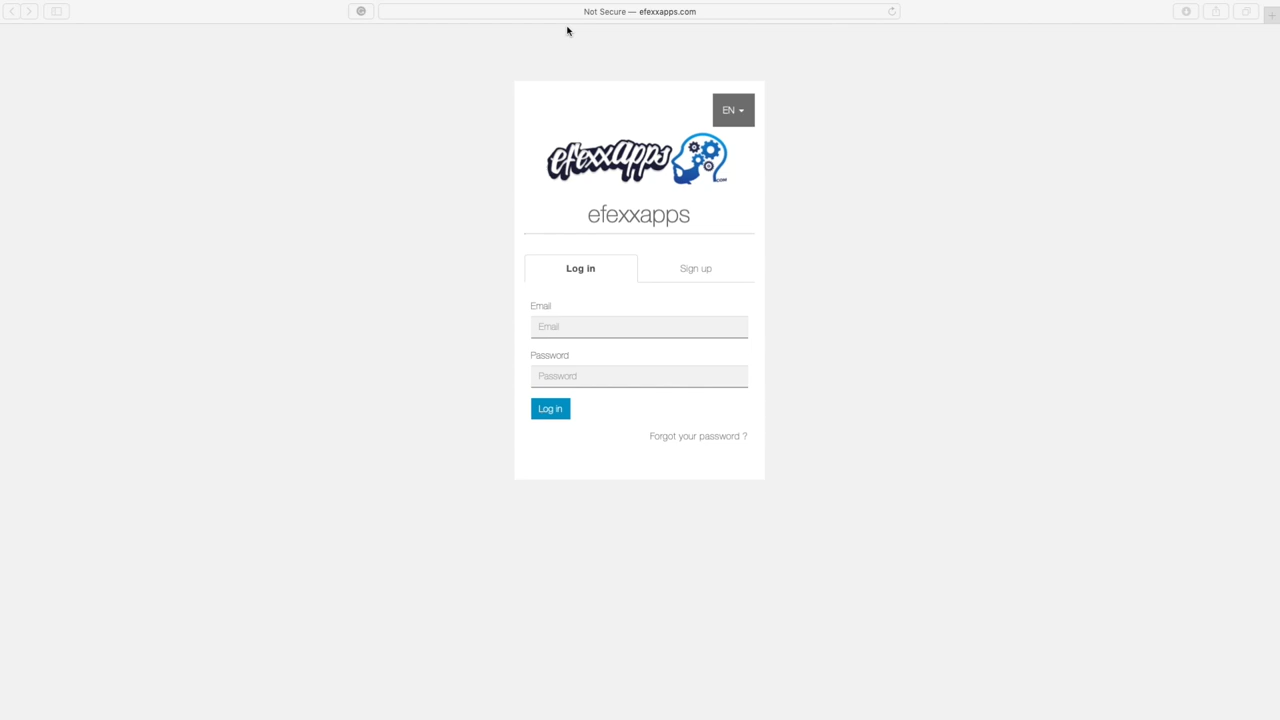 Not Secure — efexxapps.com
EN
efexxapps
.COM
efexxapps
Log in
Sign up
Email
Email
Password
Password
Log in
Forgot your password ?